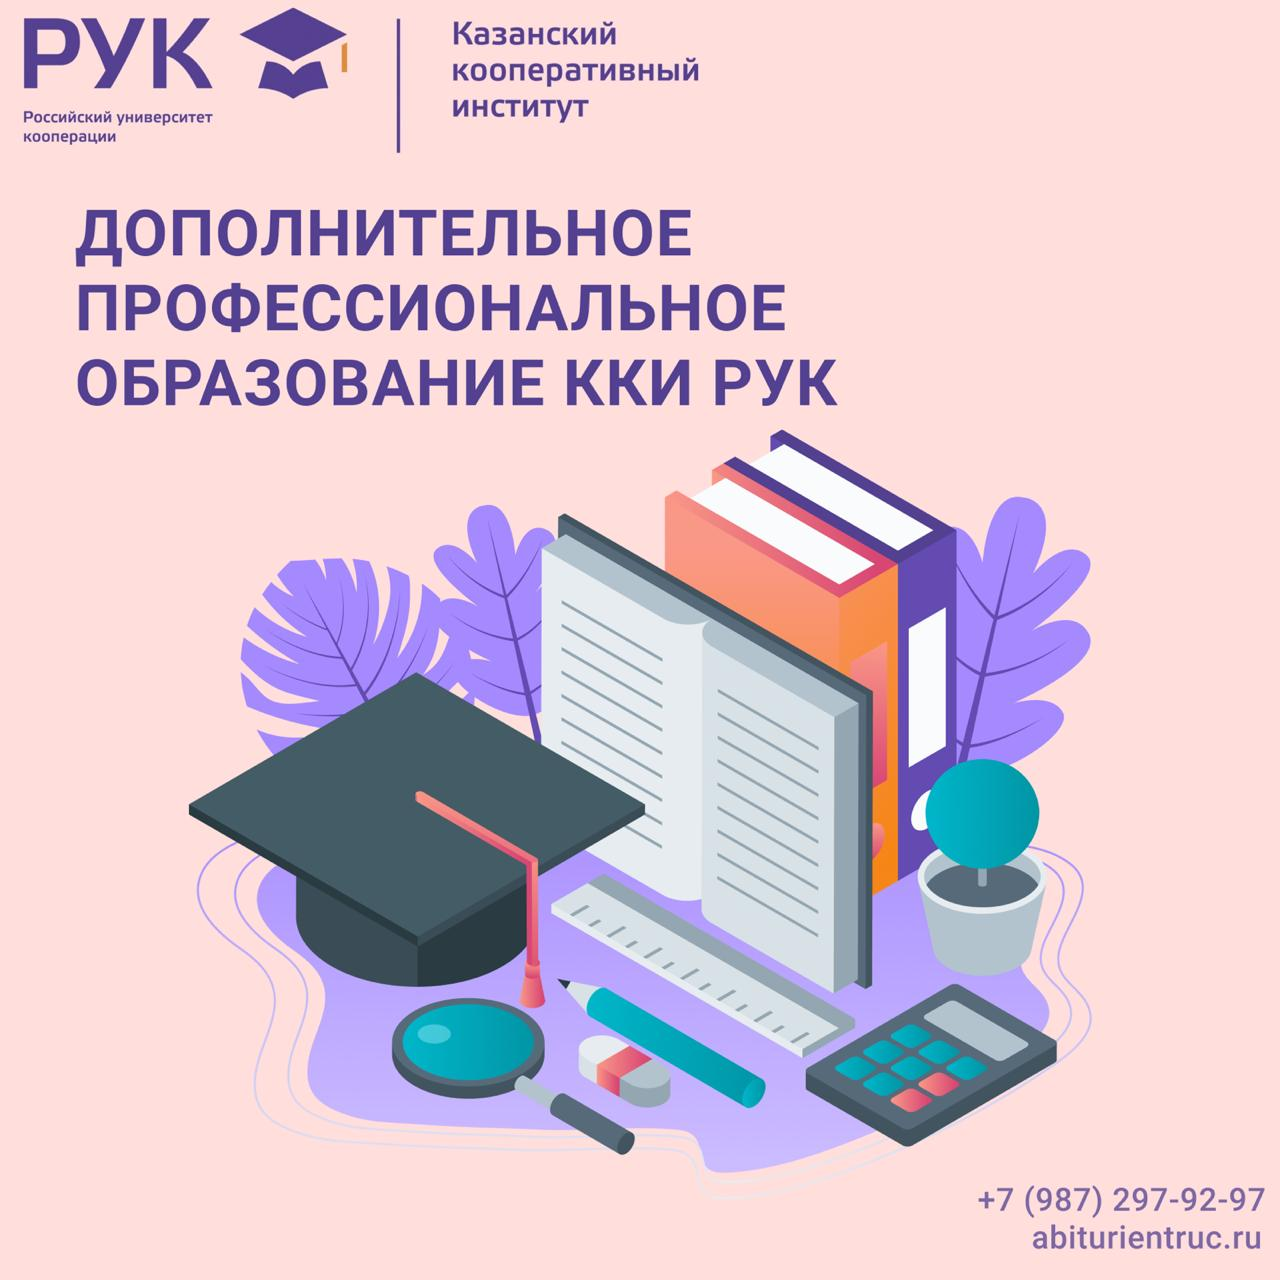 РУК
Российский университет
кооперации
Казанский
кооперативный
институт
ДОПОЛНИТЕЛЬНОЕ
ПРОФЕССИОНАЛЬНОЕ
ОБРАЗОВАНИЕ ККИ РУК
+7 (987) 297-92-97
abiturientruc.ru